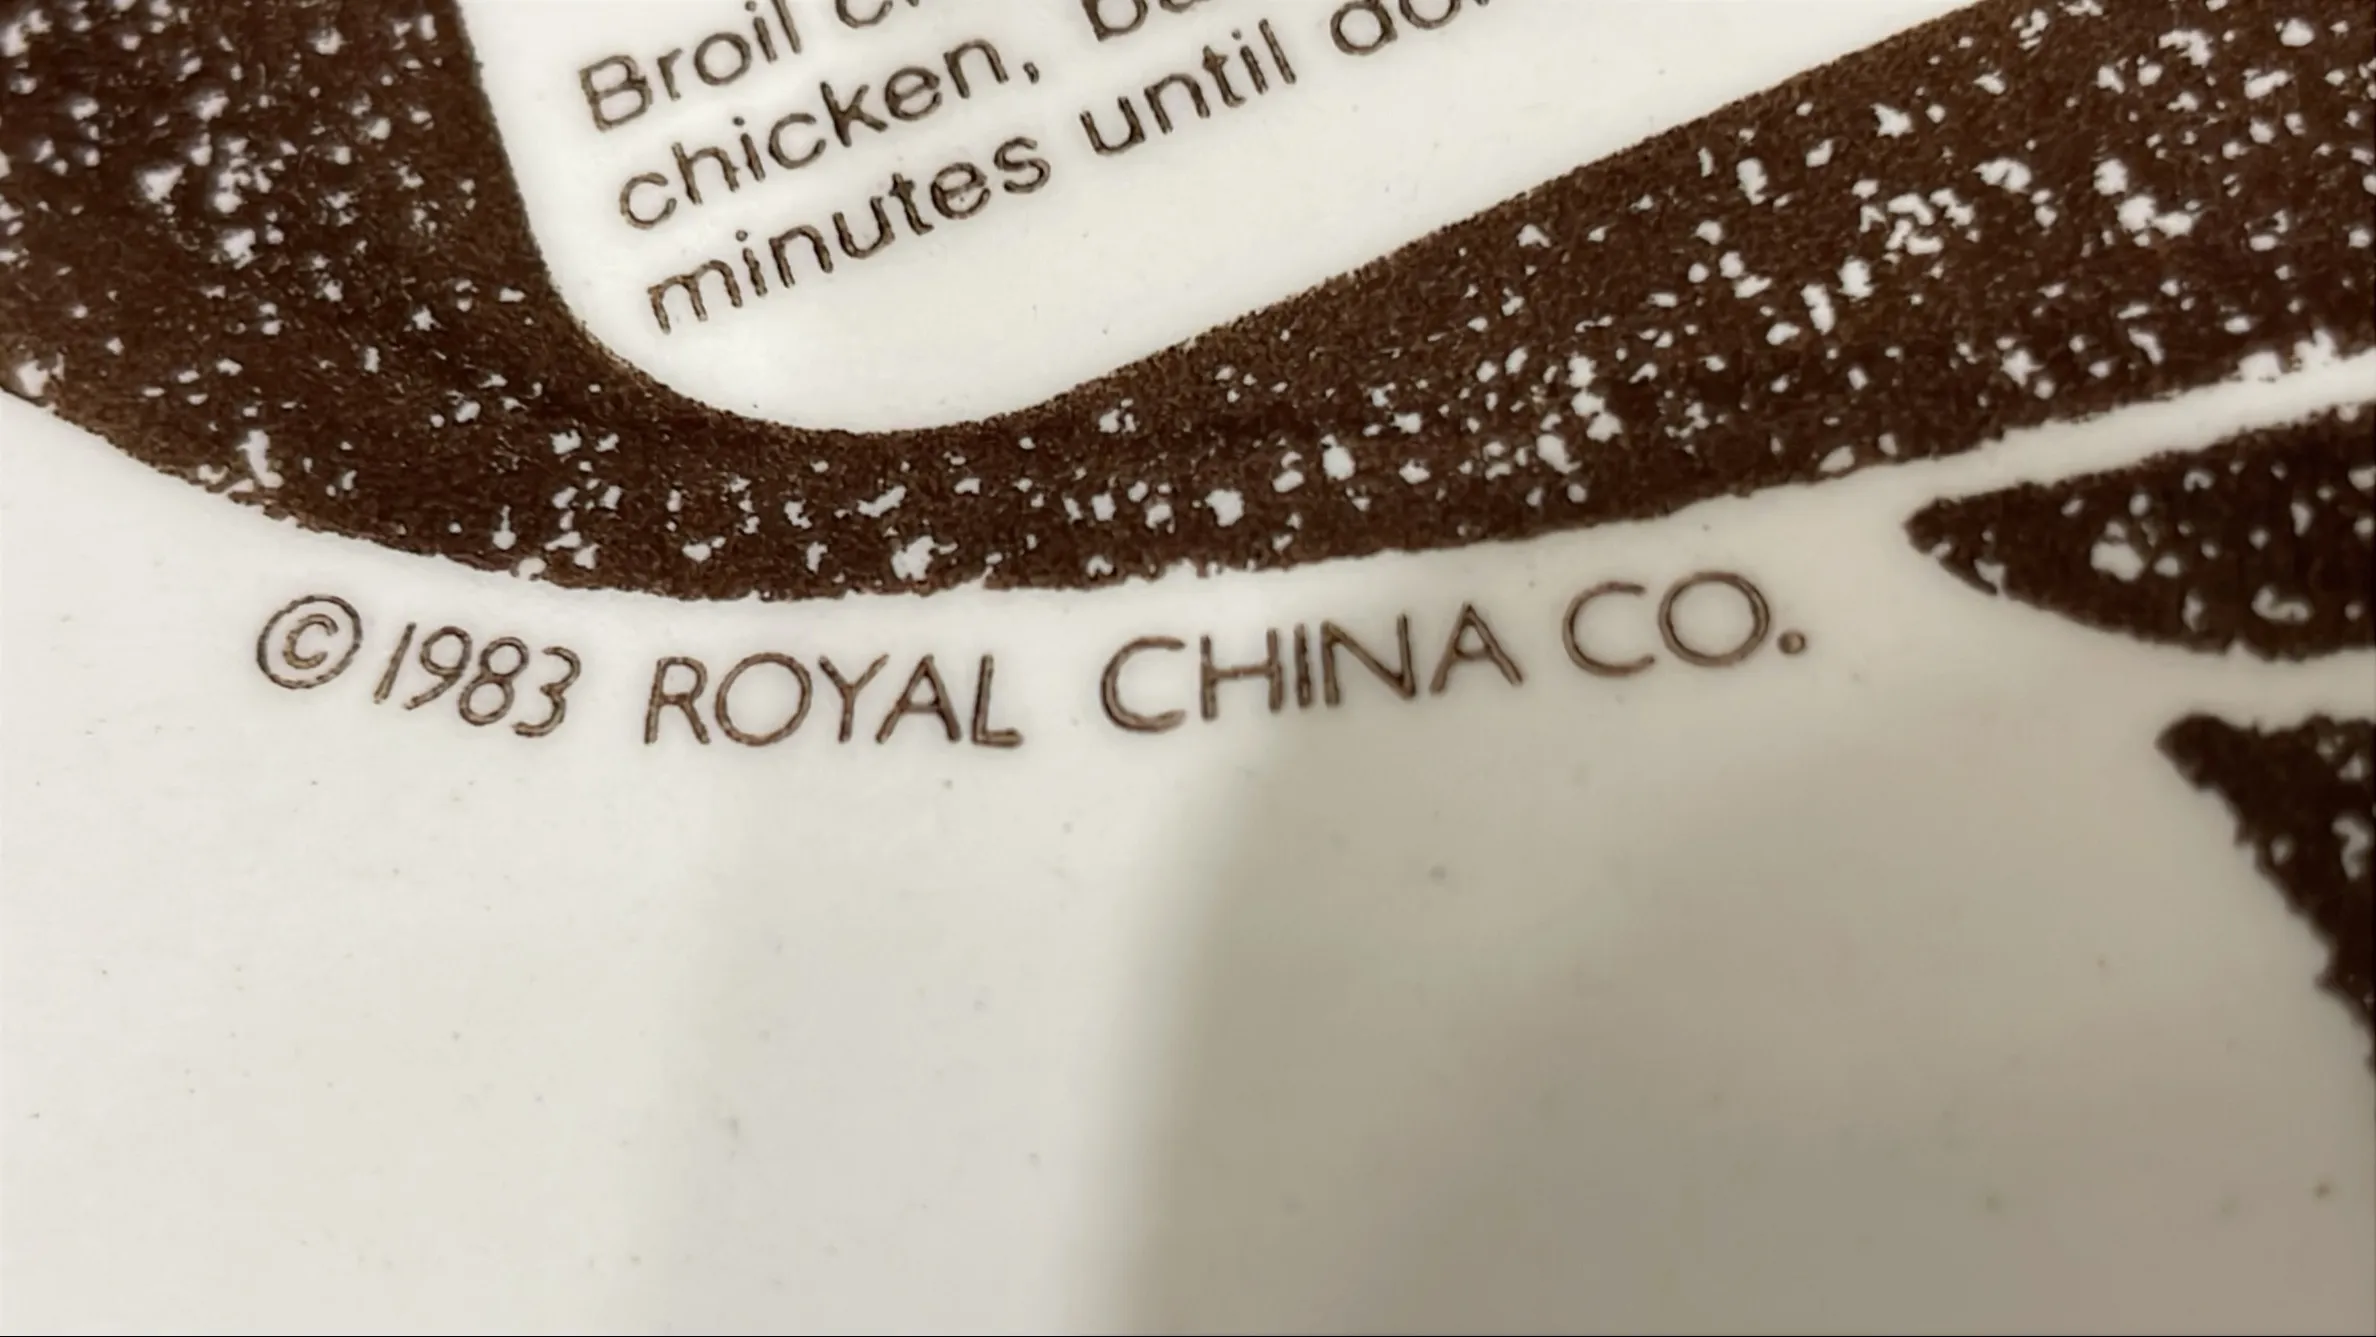 Broil
chicken,
minutes until
© 1983 ROYAL CHINA CO.